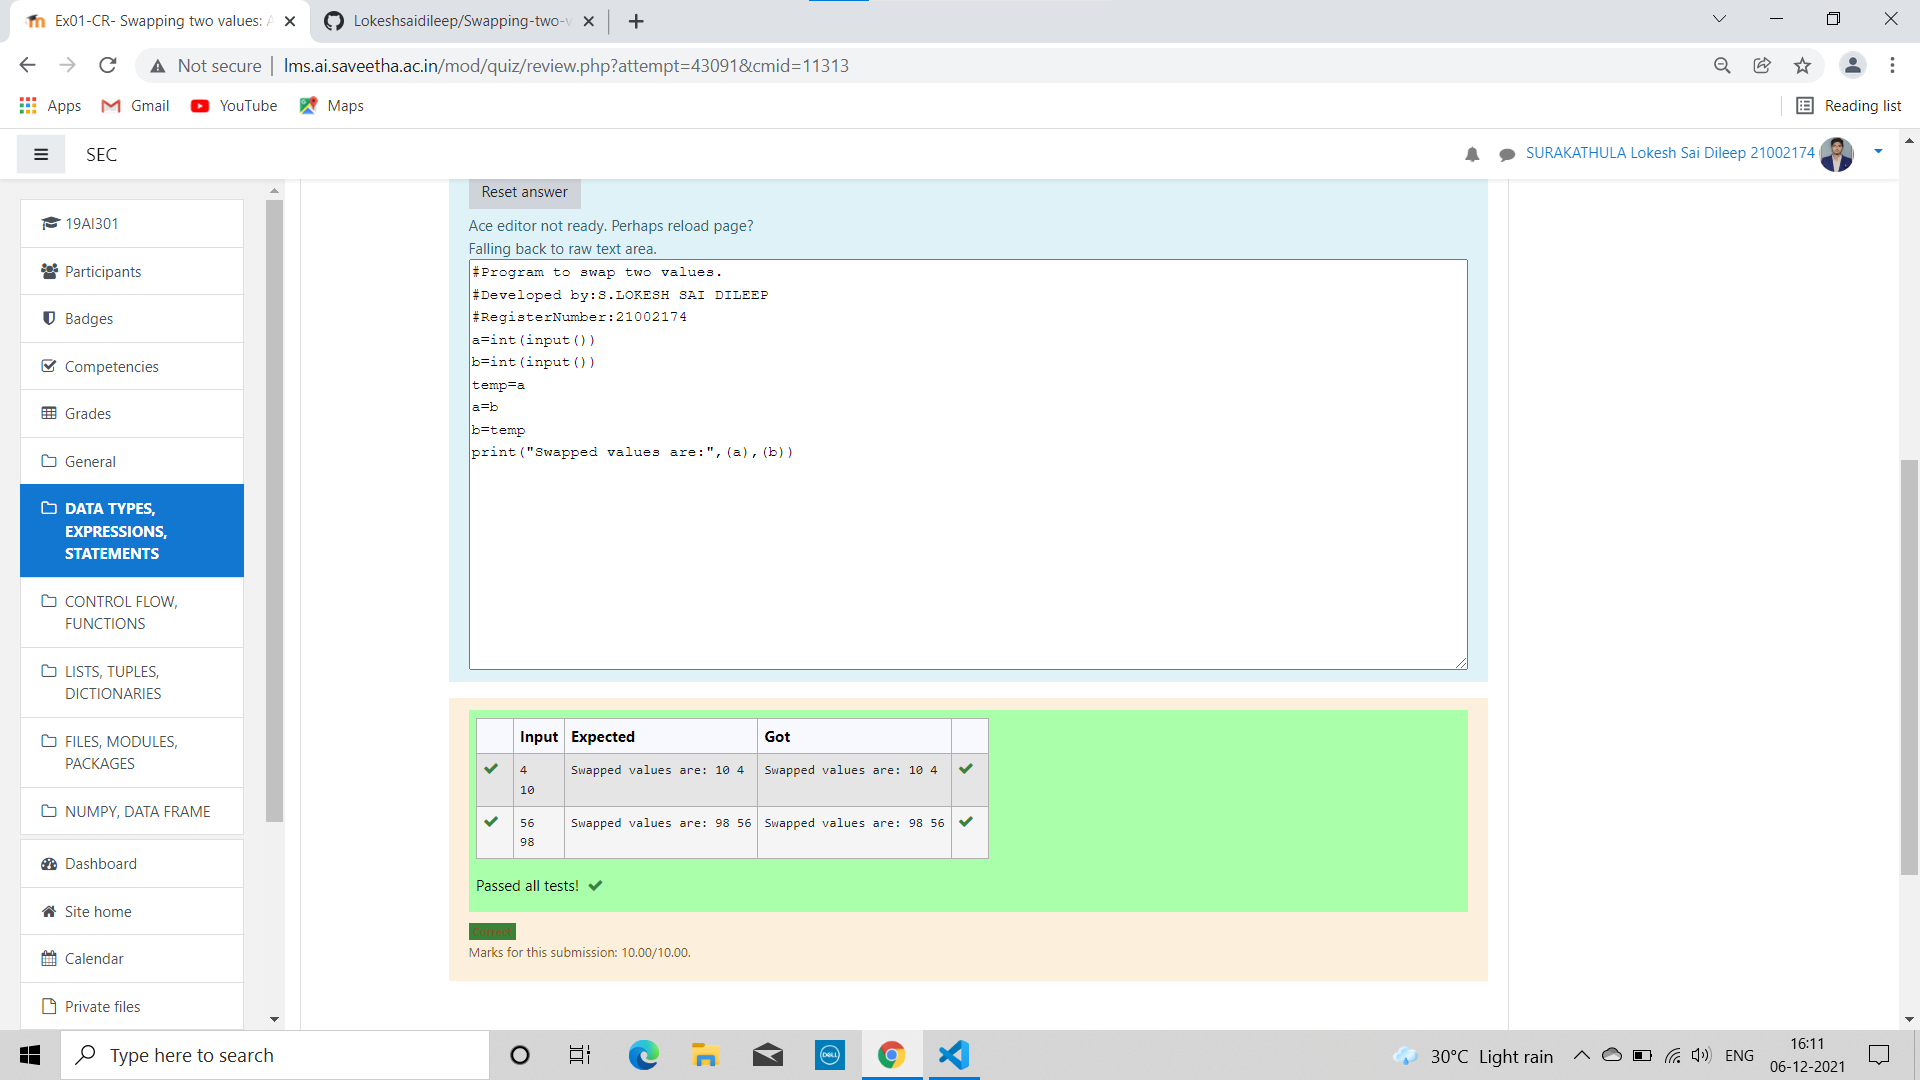 Ex01-CR- Swapping two values: A
Lokeshsaidileep/Swapping-two-v
Not secure
lms.ai.saveetha.ac.in/mod/quiz/review.php?attempt=43091&cmid=11313
Apps
Gmail
YouTube
Maps
Reading list
SEC
SURAKATHULA Lokesh Sai Dileep 21002174
19AI301
Participants
Badges
Competencies
Grades
General
DATA TYPES,
EXPRESSIONS,
STATEMENTS
CONTROL FLOW,
FUNCTIONS
LISTS, TUPLES,
DICTIONARIES
FILES, MODULES,
PACKAGES
NUMPY, DATA FRAME
Dashboard
Site home
Calendar
Private files
Reset answer
Ace editor not ready. Perhaps reload page?
Falling back to raw text area.
#Program to swap two values.
#Developed by:S.LOKESH SAI DILEEP
#RegisterNumber:21002174
a=int(input())
b=int(input())
temp=a
a=b
b=temp
print("Swapped values are:",(a),(b))
Input Expected Got
4 Swapped values are: 10 4 Swapped values are: 10 4
10
56 Swapped values are: 98 56 Swapped values are: 98 56
98
Passed all tests!
Correct
Marks for this submission: 10.00/10.00.
Type here to search
DELL
30°C Light rain
ENG
16:11
06-12-2021